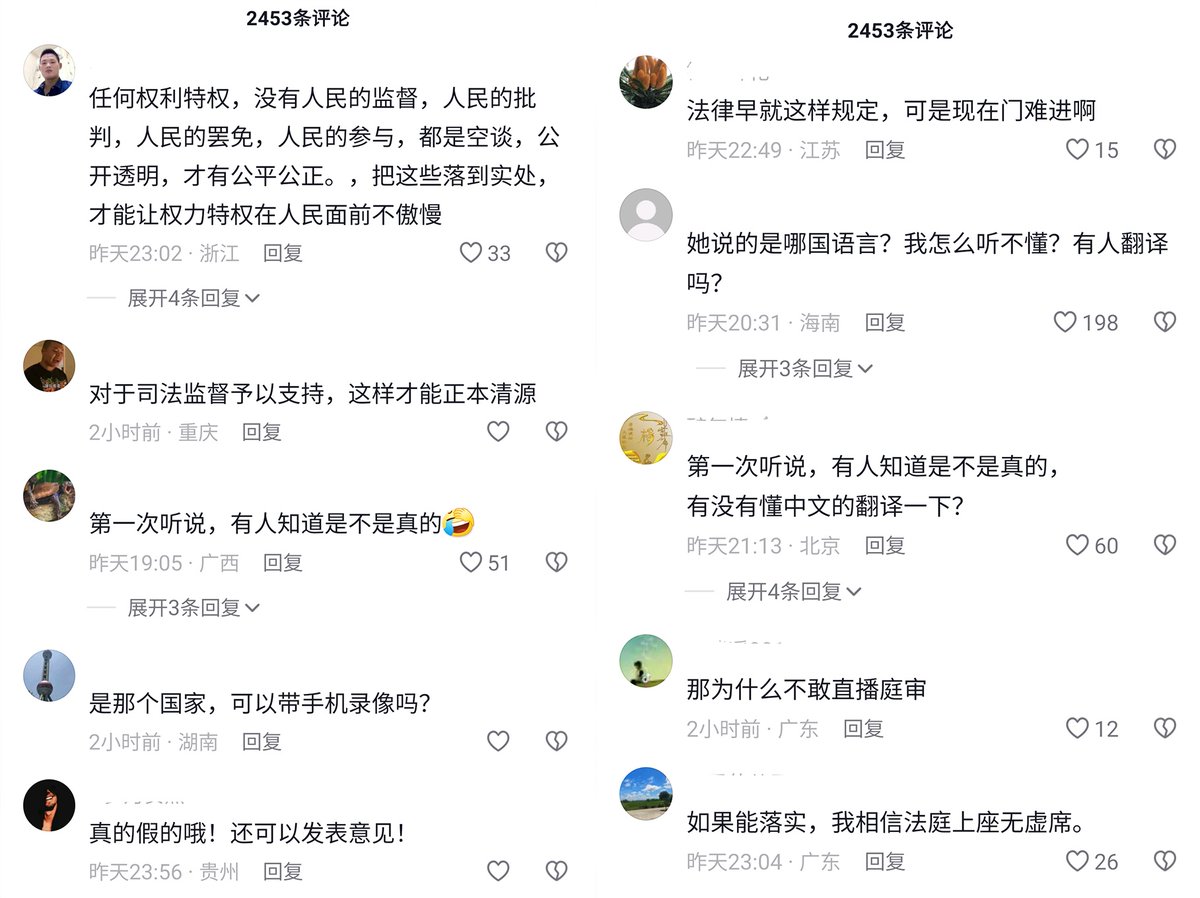 2453条评论
任何权利特权，没有人民的监督，人民的批
判，人民的罢免，人民的参与，都是空谈，公
开透明，才有公平公正。，把这些落到实处，
才能让权力特权在人民面前不傲慢
昨天23:02 · 浙江 回复 33
展开4条回复
对于司法监督予以支持，这样才能正本清源
2小时前 · 重庆 回复
第一次听说，有人知道是不是真的🤣
昨天19:05 · 广西 回复 51
展开3条回复
是那个国家，可以带手机录像吗？
2小时前 · 湖南 回复
真的假的哦！还可以发表意见！
昨天23:56 · 贵州 回复
2453条评论
法律早就这样规定，可是现在门难进啊
昨天22:49 · 江苏 回复 15
她说的是哪国语言？我怎么听不懂？有人翻译
吗？
昨天20:31 · 海南 回复 198
展开3条回复
第一次听说，有人知道是不是真的，
有没有懂中文的翻译一下？
昨天21:13 · 北京 回复 60
展开4条回复
那为什么不敢直播庭审
2小时前 · 广东 回复 12
如果能落实，我相信法庭上座无虚席。
昨天23:04 · 广东 回复 26